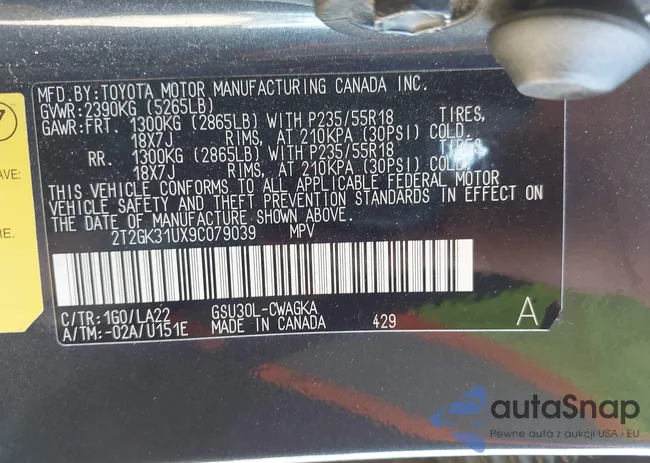 MFD.BY:TOYOTA MOTOR MANUFACTURING CANADA INC.
GVWR:2390KG (5265LB)
GAWR:FRT. 1300KG (2865LB) WITH P235/55R18 TIRES,
18X7J RIMS, AT 210KPA (30PSI) COLD.
RR. 1300KG (2865LB) WITH P235/55R18 TIRES,
18X7J RIMS, AT 210KPA (30PSI) COLD.
THIS VEHICLE CONFORMS TO ALL APPLICABLE FEDERAL MOTOR
VEHICLE SAFETY AND THEFT PREVENTION STANDARDS IN EFFECT ON
THE DATE OF MANUFACTURE SHOWN ABOVE.
2T2GK31UX9C079039 MPV
C/TR:1G0/LA22 GSU30L-CWAGKA
A/TM:-02A/U151E MADE IN CANADA 429 A
7
AVE:
RE.
autaSnap
Pewne auta z aukcji USA i EU